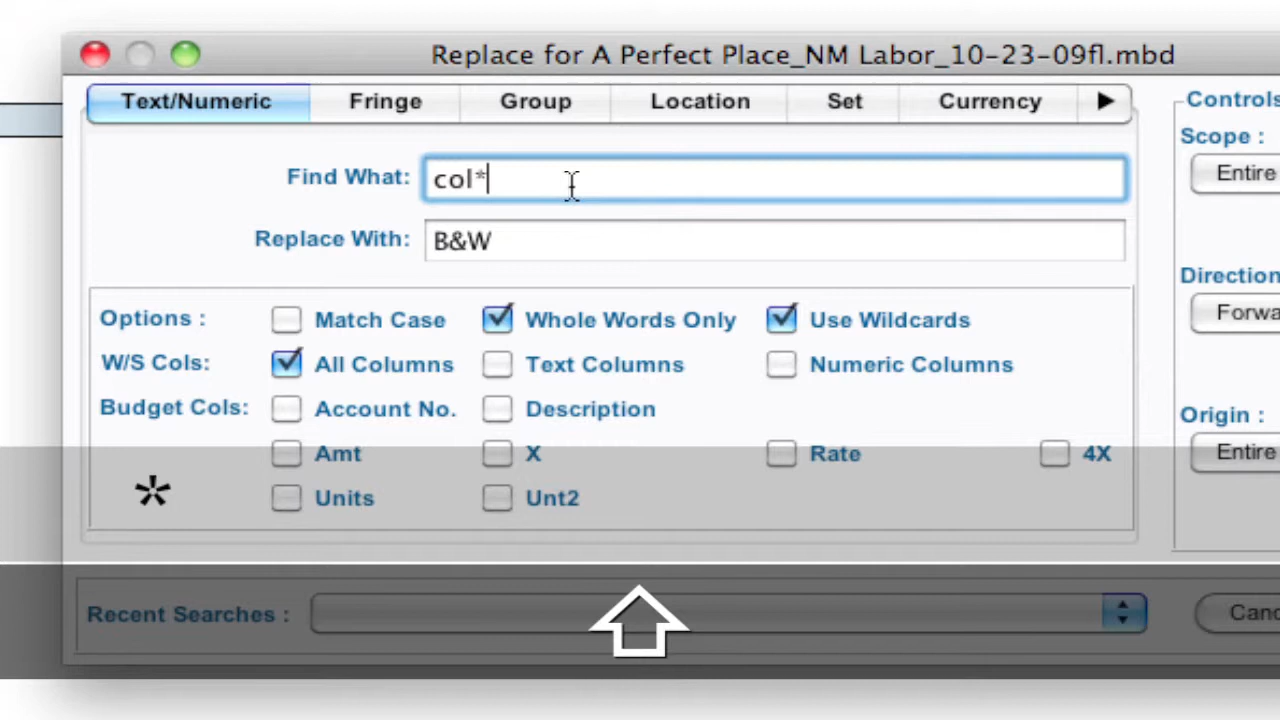 Replace for A Perfect Place_NM Labor_10-23-09fl.mbd
Text/Numeric Fringe Group Location Set Currency
Controls
Scope :
Find What: col*
Entire
Replace With: B&W
Direction
Forwa
Options : Match Case Whole Words Only Use Wildcards
W/S Cols: All Columns Text Columns Numeric Columns
Budget Cols: Account No. Description
Origin :
Amt X Rate 4X
Entire
*
Units Unt2
Recent Searches :
Canc